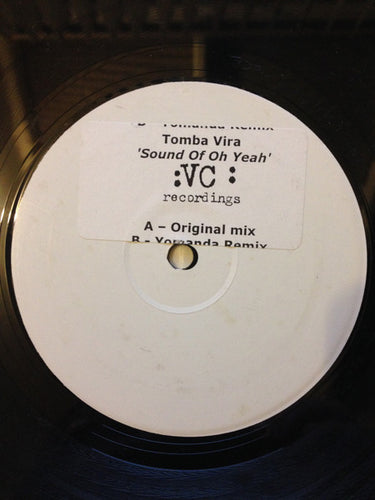 B - Yomanda Remix
Tomba Vira
'Sound Of Oh Yeah'
:VC :
recordings
A – Original mix
B - Yomanda Remix